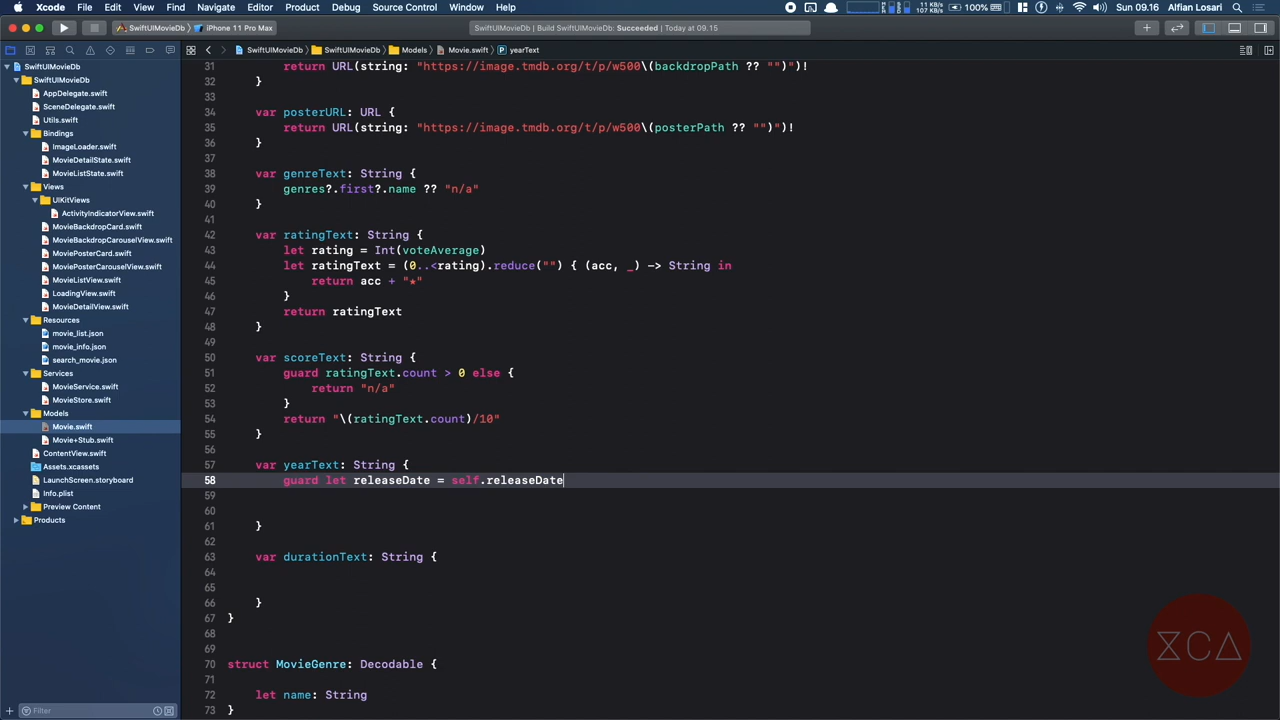 Xcode File Edit View Find Navigate Editor Product Debug Source Control Window Help
11 KB/s
100%
Sun 09.16 Alfian Losari
SwiftUIMovieDb iPhone 11 Pro Max
SwiftUIMovieDb | Build SwiftUIMovieDb: Succeeded | Today at 09.15
SwiftUIMovieDb SwiftUIMovieDb Models Movie.swift yearText
SwiftUIMovieDb
SwiftUIMovieDb
AppDelegate.swift
SceneDelegate.swift
Utils.swift
Bindings
ImageLoader.swift
MovieDetailState.swift
MovieListState.swift
Views
UIKitViews
ActivityIndicatorView.swift
MovieBackdropCard.swift
MovieBackdropCarouselView.swift
MoviePosterCard.swift
MoviePosterCarouselView.swift
MovieListView.swift
LoadingView.swift
MovieDetailView.swift
Resources
movie_list.json
movie_info.json
search_movie.json
Services
MovieService.swift
MovieStore.swift
Models
Movie.swift
Movie+Stub.swift
ContentView.swift
Assets.xcassets
LaunchScreen.storyboard
Info.plist
Preview Content
Products
Filter
31 return URL(string: "https://image.tmdb.org/t/p/w500\(backdropPath ?? "")")!
32 }
33
34 var posterURL: URL {
35 return URL(string: "https://image.tmdb.org/t/p/w500\(posterPath ?? "")")!
36 }
37
38 var genreText: String {
39 genres?.first?.name ?? "n/a"
40 }
41
42 var ratingText: String {
43 let rating = Int(voteAverage)
44 let ratingText = (0..<rating).reduce("") { (acc, _) -> String in
45 return acc + "★"
46 }
47 return ratingText
48 }
49
50 var scoreText: String {
51 guard ratingText.count > 0 else {
52 return "n/a"
53 }
54 return "\(ratingText.count)/10"
55 }
56
57 var yearText: String {
58 guard let releaseDate = self.releaseDate
59
60
61 }
62
63 var durationText: String {
64
65
66 }
67 }
68
69
70 struct MovieGenre: Decodable {
71
72 let name: String
73 }
XCA